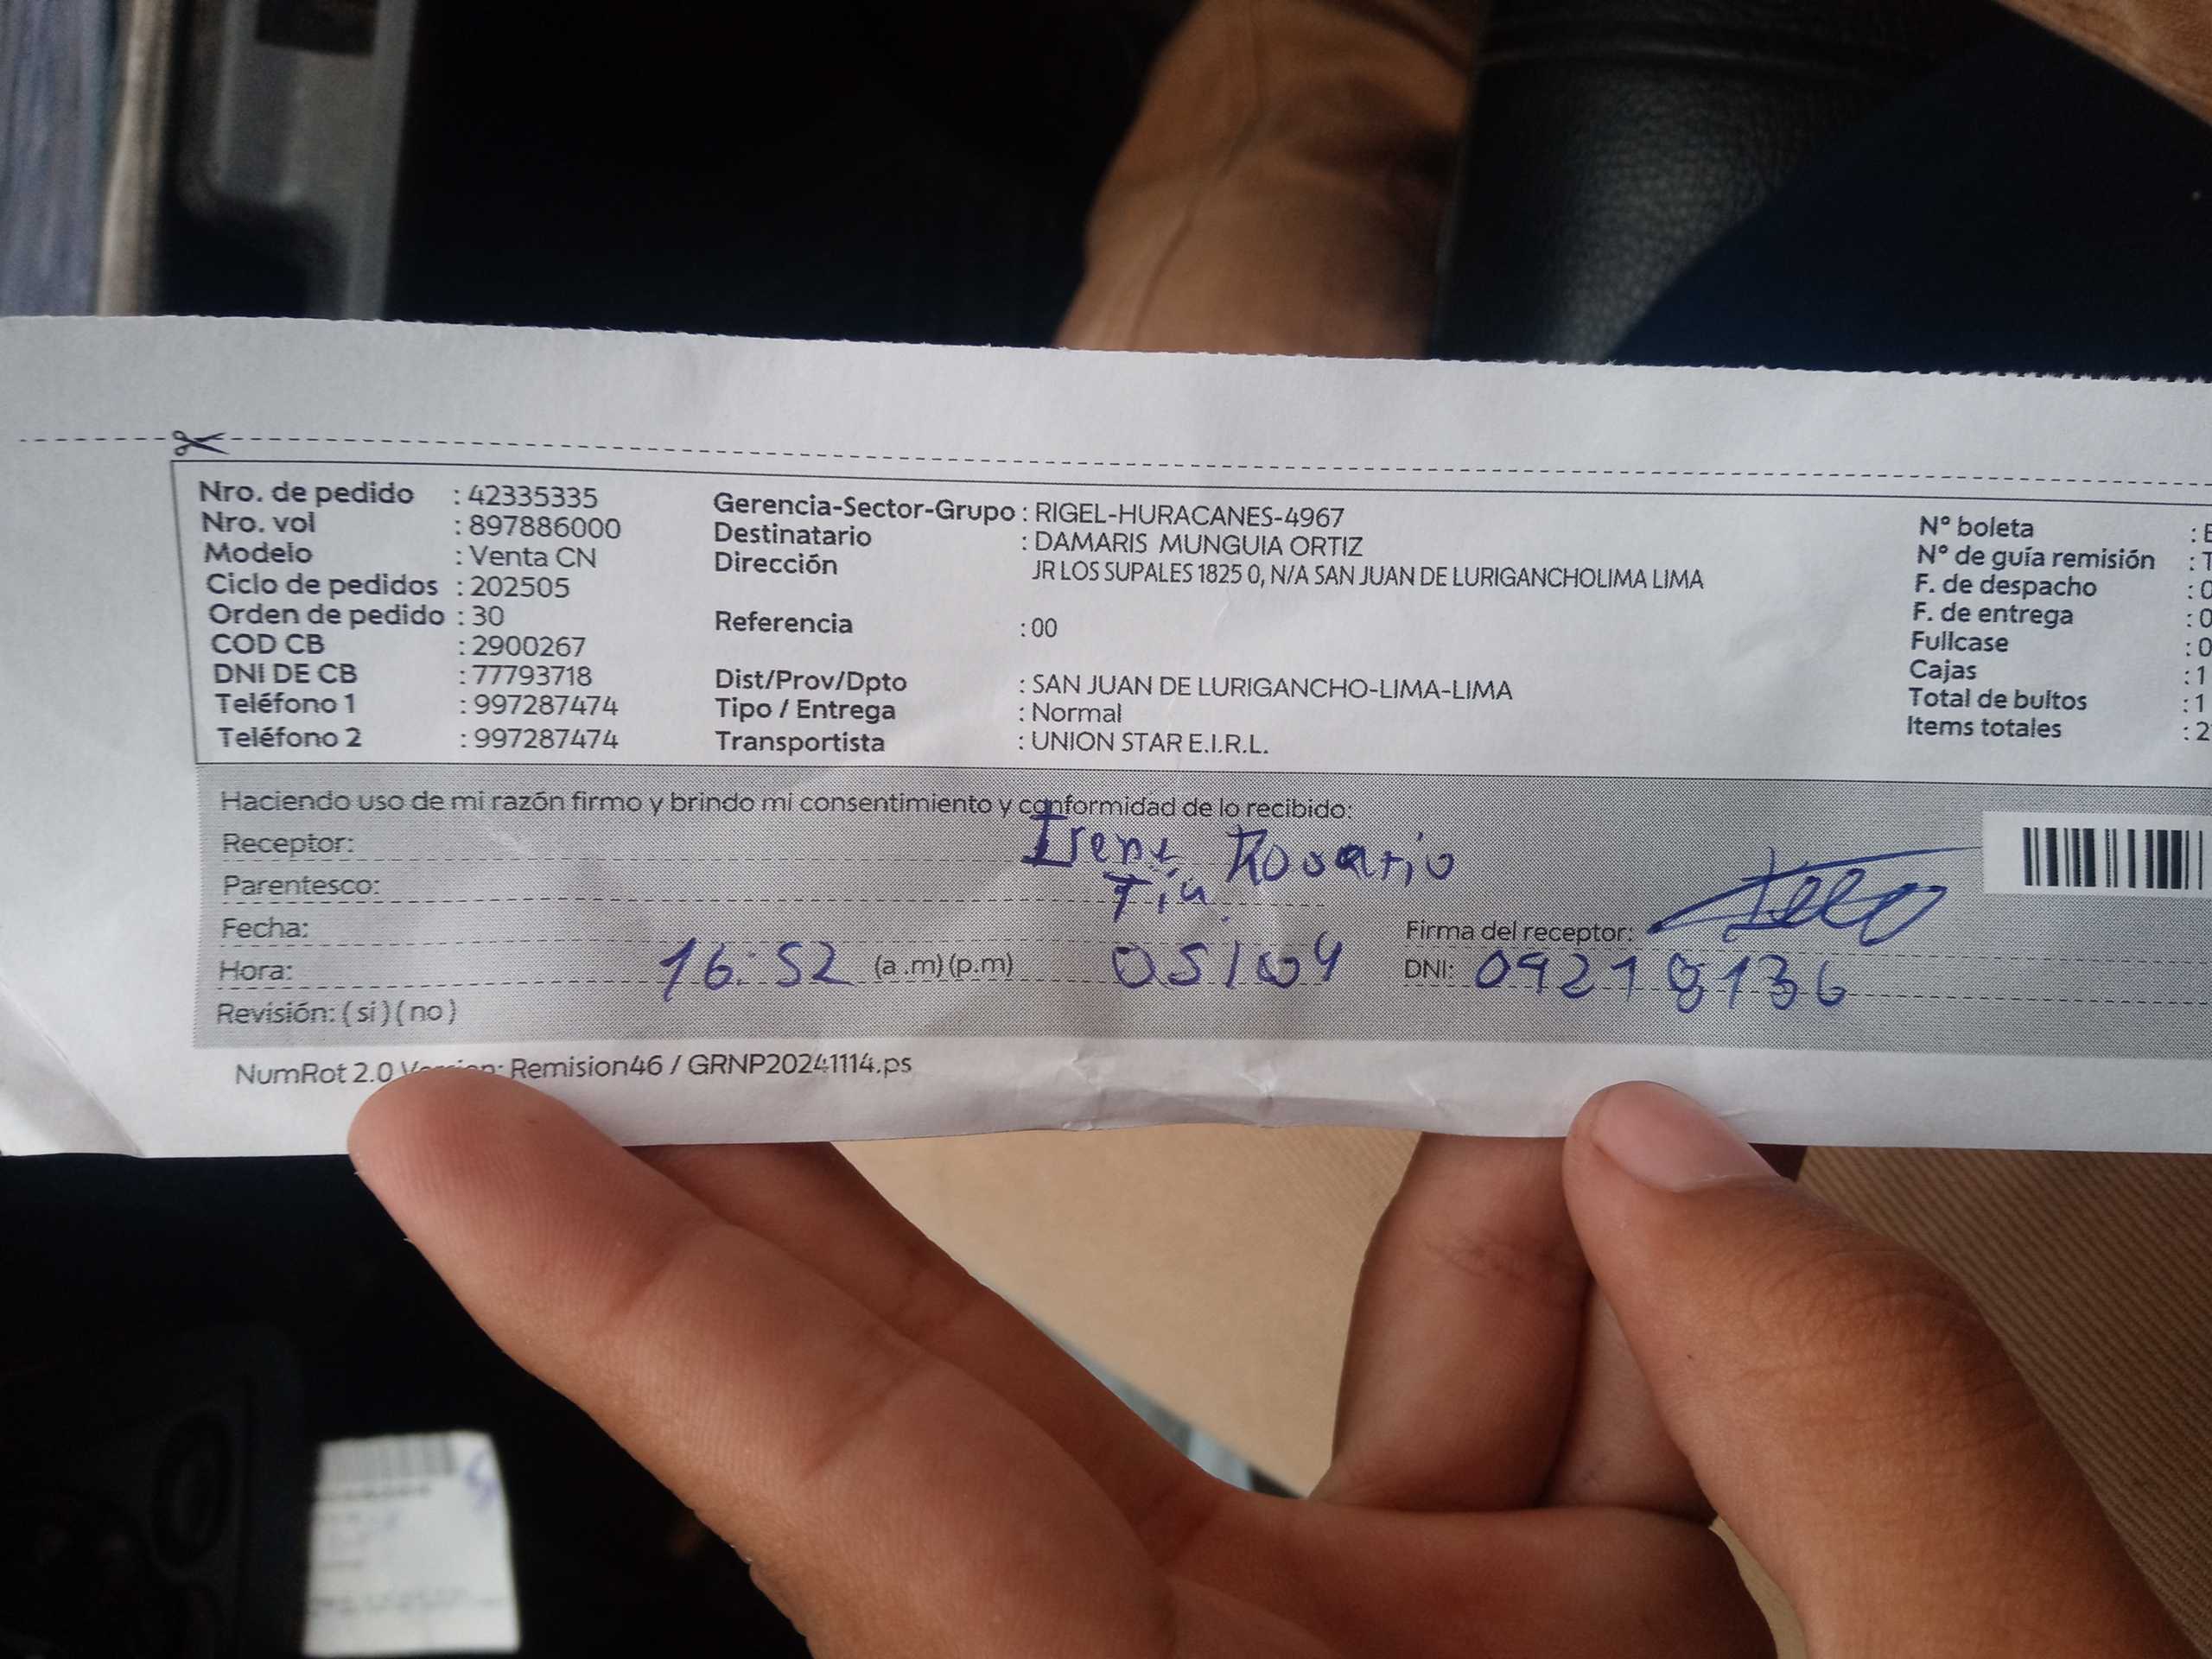 Nro. de pedido : 42335335
Nro. vol : 897886000
Modelo : Venta CN
Ciclo de pedidos : 202505
Orden de pedido : 30
COD CB : 2900267
DNI DE CB : 77793718
Teléfono 1 : 997287474
Teléfono 2 : 997287474
Gerencia-Sector-Grupo : RIGEL-HURACANES-4967
Destinatario : DAMARIS MUNGUIA ORTIZ
Dirección JR LOS SUPALES 1825 0, N/A SAN JUAN DE LURIGANCHOLIMA LIMA
Referencia : 00
Dist/Prov/Dpto : SAN JUAN DE LURIGANCHO-LIMA-LIMA
Tipo / Entrega : Normal
Transportista : UNION STAR E.I.R.L.
N° boleta :
N° de guía remisión :
F. de despacho : 0
F. de entrega : 0
Fullcase : 0
Cajas : 1
Total de bultos : 1
Items totales : 2
Haciendo uso de mi razón firmo y brindo mi consentimiento y conformidad de lo recibido:
Receptor: Irene Rosario
Parentesco: Tia
Fecha: Firma del receptor:
Hora: 16:52 (a.m)(p.m) 05/04 DNI: 09218136
Revisión: (si)(no)
NumRot 2.0 Remision46 / GRNP20241114.ps